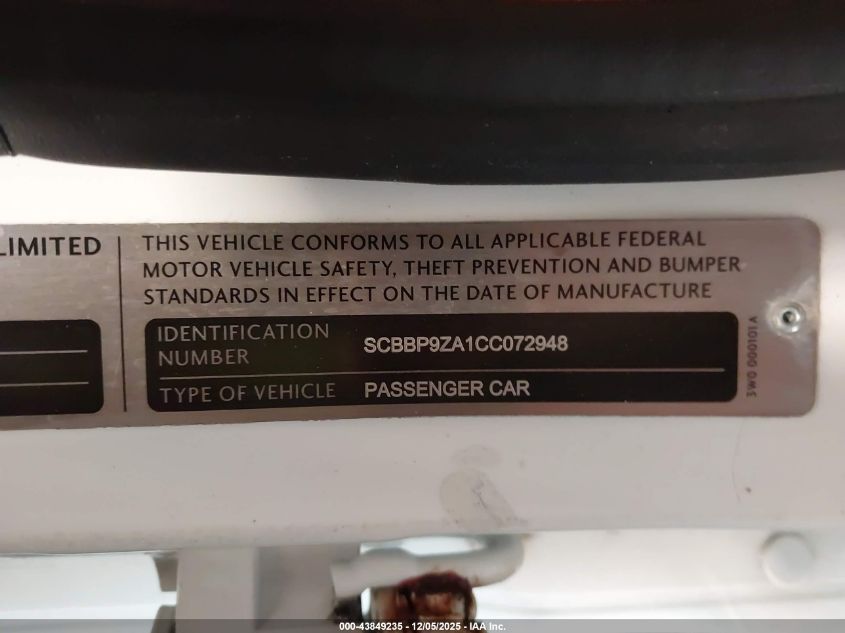 LIMITED
THIS VEHICLE CONFORMS TO ALL APPLICABLE FEDERAL
MOTOR VEHICLE SAFETY, THEFT PREVENTION AND BUMPER
STANDARDS IN EFFECT ON THE DATE OF MANUFACTURE
IDENTIFICATION
NUMBER
SCBBP9ZA1CC072948
TYPE OF VEHICLE
PASSENGER CAR
3W0 000101 A
000-43849235 - 12/05/2025 - IAA Inc.